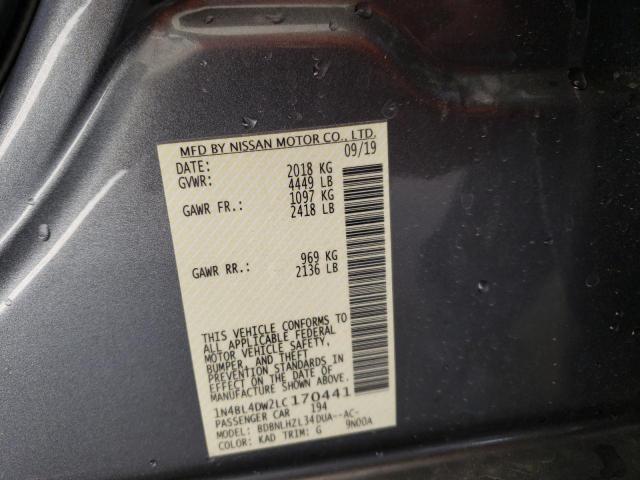 MFD BY NISSAN MOTOR CO., LTD.
DATE: 09/19
GVWR: 2018 KG
4449 LB
GAWR FR.: 1097 KG
2418 LB
GAWR RR.: 969 KG
2136 LB
THIS VEHICLE CONFORMS TO
ALL APPLICABLE FEDERAL
MOTOR VEHICLE SAFETY,
BUMPER, AND THEFT
PREVENTION STANDARDS IN
EFFECT ON THE DATE OF
MANUFACTURE SHOWN ABOVE.
1N4BL4DW2LC170441
PASSENGER CAR 194
MODEL: BDBNLHZL34DUA--AC-
COLOR: KAD TRIM: G 9N00A